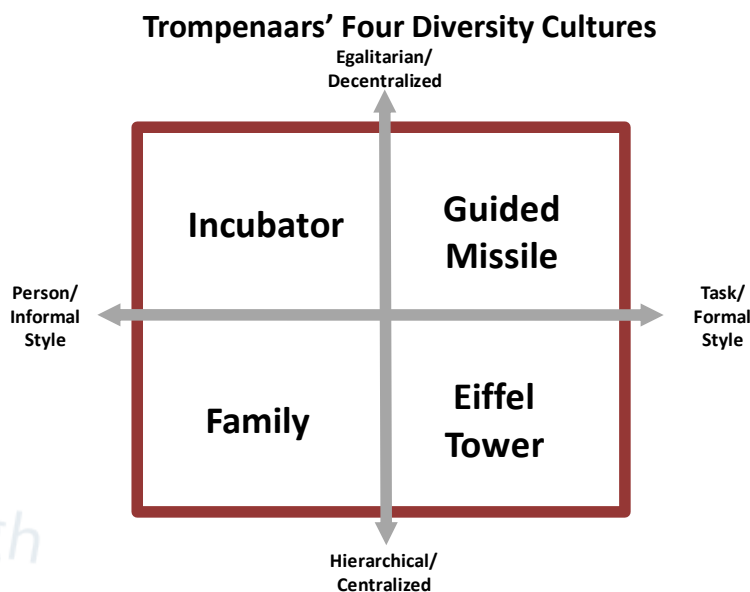 Trompenaars’ Four Diversity Cultures
Egalitarian/
Decentralized
Incubator
Guided
Missile
Person/
Informal
Style
Task/
Formal
Style
Family
Eiffel
Tower
Hierarchical/
Centralized